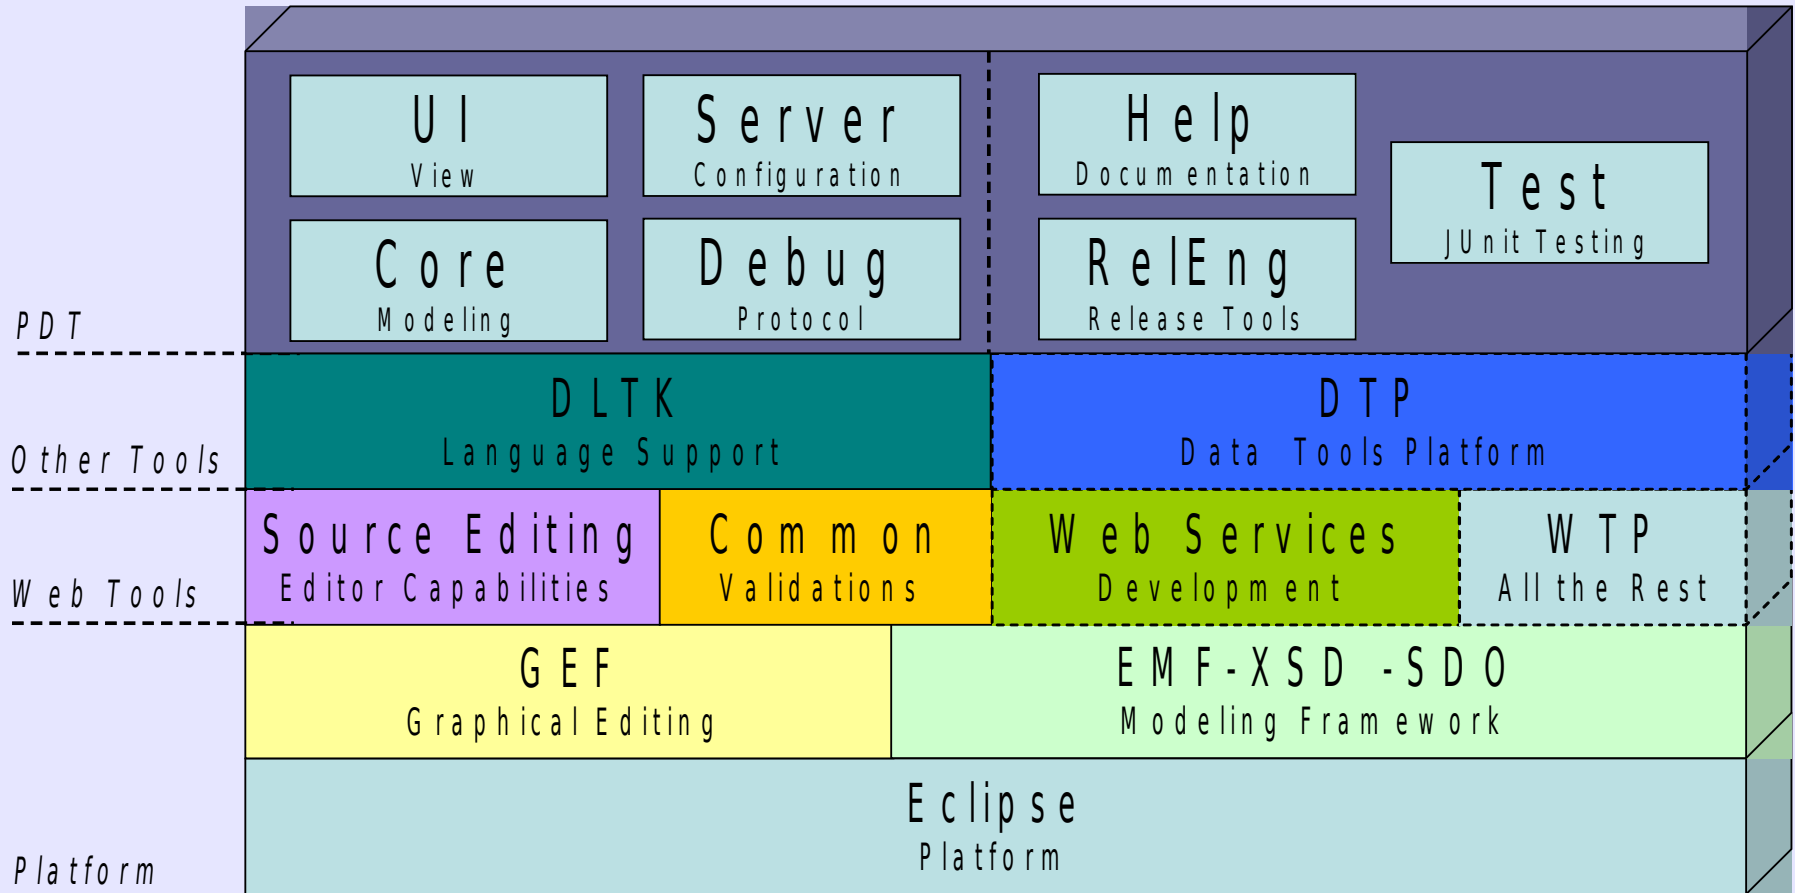 UI
View
Server
Configuration
Help
Documentation
Test
JUnit Testing
Core
Modeling
Debug
Protocol
RelEng
Release Tools
PDT
DLTK
Language Support
DTP
Data Tools Platform
Other Tools
Source Editing
Editor Capabilities
Common
Validations
Web Services
Development
WTP
All the Rest
Web Tools
GEF
Graphical Editing
EMF-XSD-SDO
Modeling Framework
Eclipse
Platform
Platform